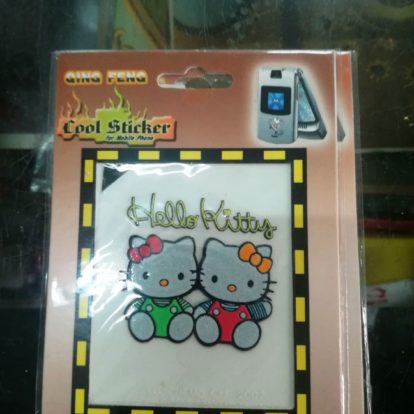 QING FENG
Cool Sticker
for Mobile Phone
Hello Kitty